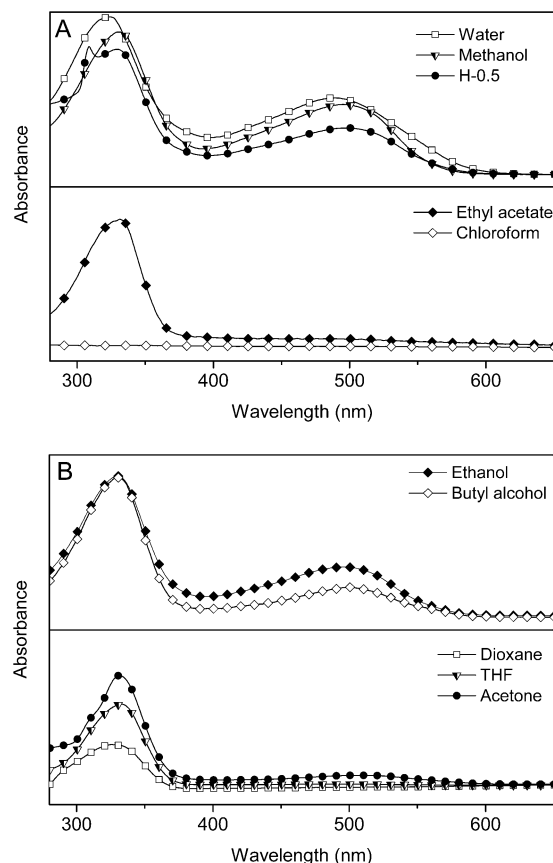 A
Water
Methanol
H-0.5
Absorbance
Ethyl acetate
Chloroform
300 400 500 600
Wavelength (nm)
B
Ethanol
Butyl alcohol
Absorbance
Dioxane
THF
Acetone
300 400 500 600
Wavelength (nm)